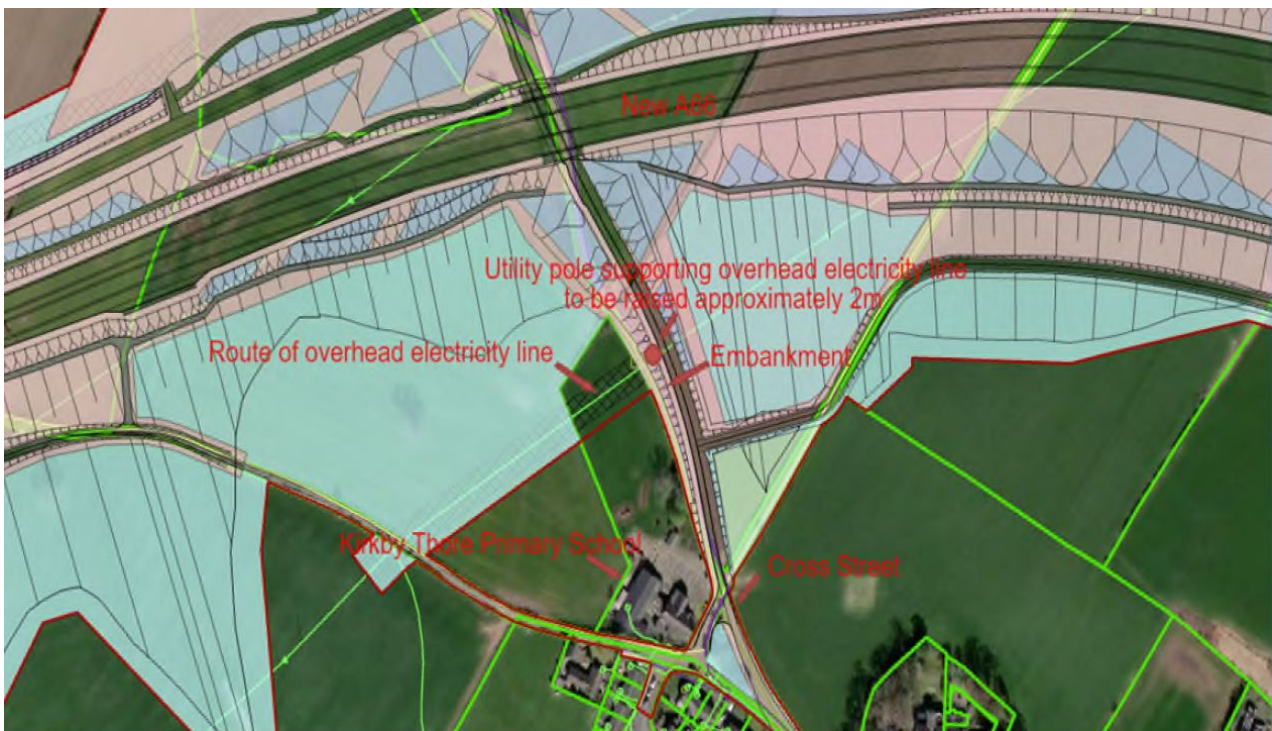 New A66
Utility pole supporting overhead electricity line
to be raised approximately 2m
Route of overhead electricity line
Embankment
Kirkby Thore Primary School
Cross Street